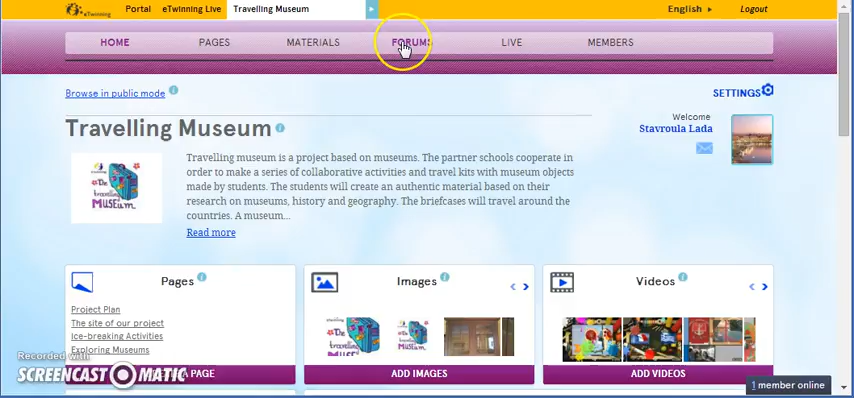 eTwinning Portal eTwinning Live Travelling Museum English Logout
HOME PAGES MATERIALS FORUMS LIVE MEMBERS
Browse in public mode
SETTINGS
Travelling Museum
Welcome
Stavroula Lada
Travelling museum is a project based on museums. The partner schools cooperate in
order to make a series of collaborative activities and travel kits with museum objects
made by students. The students will create an authentic material based on their
research on museums, history and geography. The briefcases will travel around the
countries. A museum...
Read more
The
travelling
MUSEUM
Pages
Images
Videos
Project Plan
The site of our project
Ice-breaking Activities
Exploring Museums
Recorded with
SCREENCAST MATIC
A PAGE
ADD IMAGES
ADD VIDEOS
1 member online